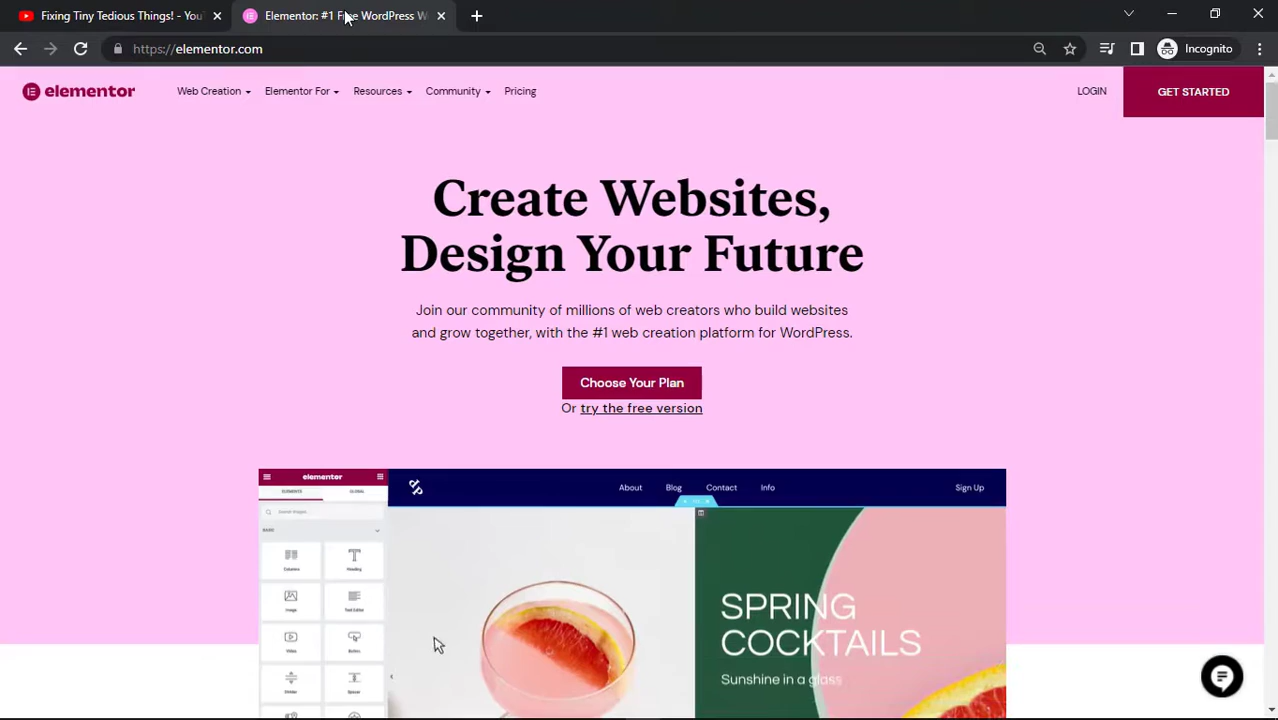 Fixing Tiny Tedious Things! - You
Elementor: #1 Free WordPress W
https://elementor.com
Incognito
elementor
Web Creation
Elementor For
Resources
Community
Pricing
LOGIN
GET STARTED
Create Websites,
Design Your Future
Join our community of millions of web creators who build websites
and grow together, with the #1 web creation platform for WordPress.
Choose Your Plan
Or try the free version
elementor
ELEMENTS
GLOBAL
Search Images
BASIC
Columns
Heading
Image
Text Editor
Video
Button
Divider
Spacer
About
Blog
Contact
Info
Sign Up
SPRING
COCKTAILS
Sunshine in a glass